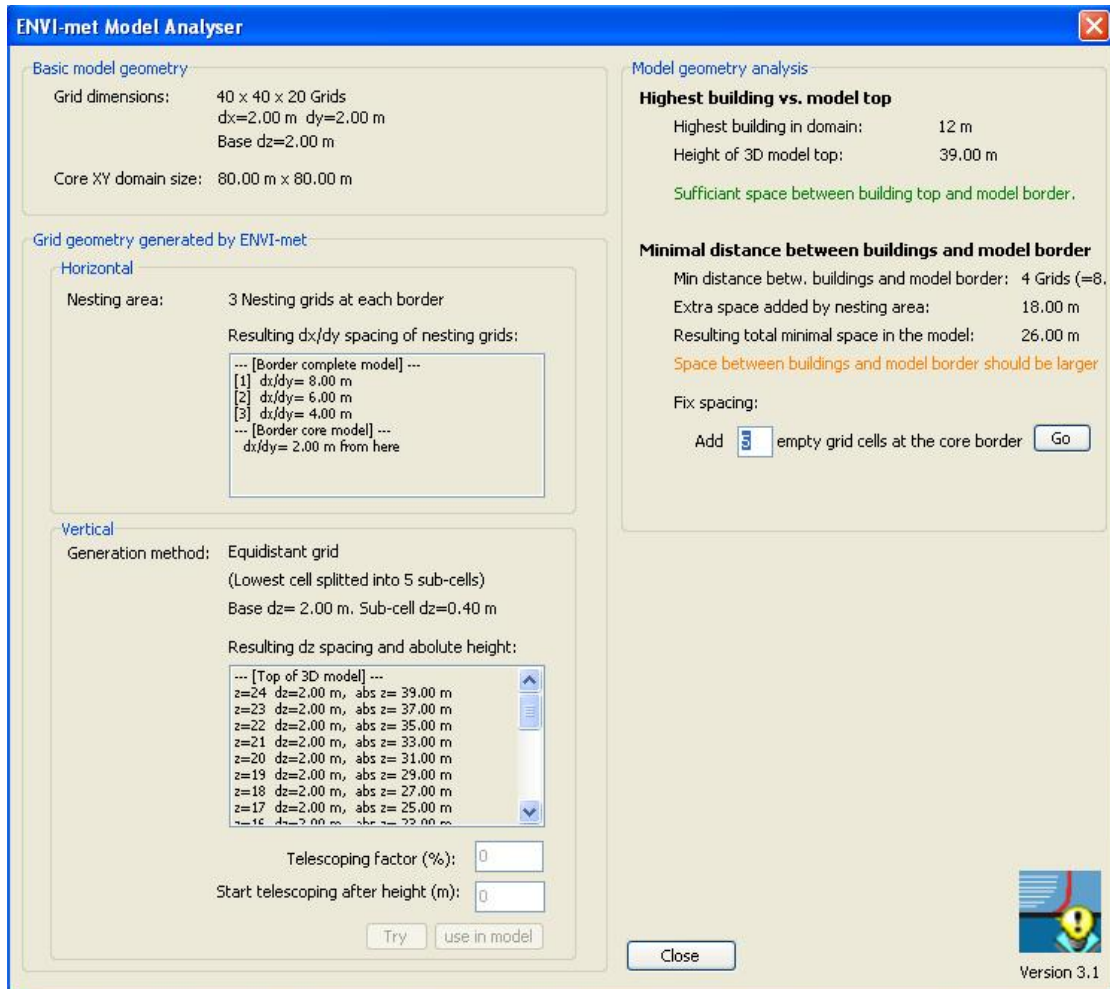 ENVI-met Model Analyser
Basic model geometry
Grid dimensions: 40 x 40 x 20 Grids
dx=2.00 m dy=2.00 m
Base dz=2.00 m
Core XY domain size: 80.00 m x 80.00 m
Grid geometry generated by ENVI-met
Horizontal
Nesting area: 3 Nesting grids at each border
Resulting dx/dy spacing of nesting grids:
--- [Border complete model] ---
[1] dx/dy= 8.00 m
[2] dx/dy= 6.00 m
[3] dx/dy= 4.00 m
--- [Border core model] ---
dx/dy= 2.00 m from here
Vertical
Generation method: Equidistant grid
(Lowest cell splitted into 5 sub-cells)
Base dz= 2.00 m. Sub-cell dz=0.40 m
Resulting dz spacing and abolute height:
--- [Top of 3D model] ---
z=24 dz=2.00 m, abs z= 39.00 m
z=23 dz=2.00 m, abs z= 37.00 m
z=22 dz=2.00 m, abs z= 35.00 m
z=21 dz=2.00 m, abs z= 33.00 m
z=20 dz=2.00 m, abs z= 31.00 m
z=19 dz=2.00 m, abs z= 29.00 m
z=18 dz=2.00 m, abs z= 27.00 m
z=17 dz=2.00 m, abs z= 25.00 m
z=16 dz=2.00 m, abs z= 23.00 m
Telescoping factor (%): 0
Start telescoping after height (m): 0
Try use in model
Model geometry analysis
Highest building vs. model top
Highest building in domain: 12 m
Height of 3D model top: 39.00 m
Sufficiant space between building top and model border.
Minimal distance between buildings and model border
Min distance betw. buildings and model border: 4 Grids (=8.
Extra space added by nesting area: 18.00 m
Resulting total minimal space in the model: 26.00 m
Space between buildings and model border should be larger
Fix spacing:
Add 5 empty grid cells at the core border Go
Close
Version 3.1